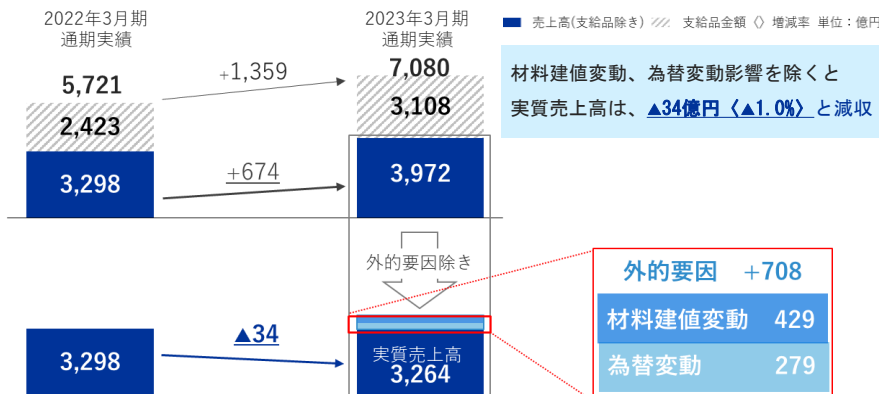 2022年3月期
通期実績
2023年3月期
通期実績
売上高(支給品除き) 支給品金額 〈〉 増減率 単位：億円
5,721
+1,359
7,080
2,423
3,108
材料建値変動、為替変動影響を除くと
実質売上高は、▲34億円〈▲1.0%〉と減収
3,298
+674
3,972
外的要因除き
外的要因 +708
材料建値変動 429
為替変動 279
3,298
▲34
実質売上高
3,264